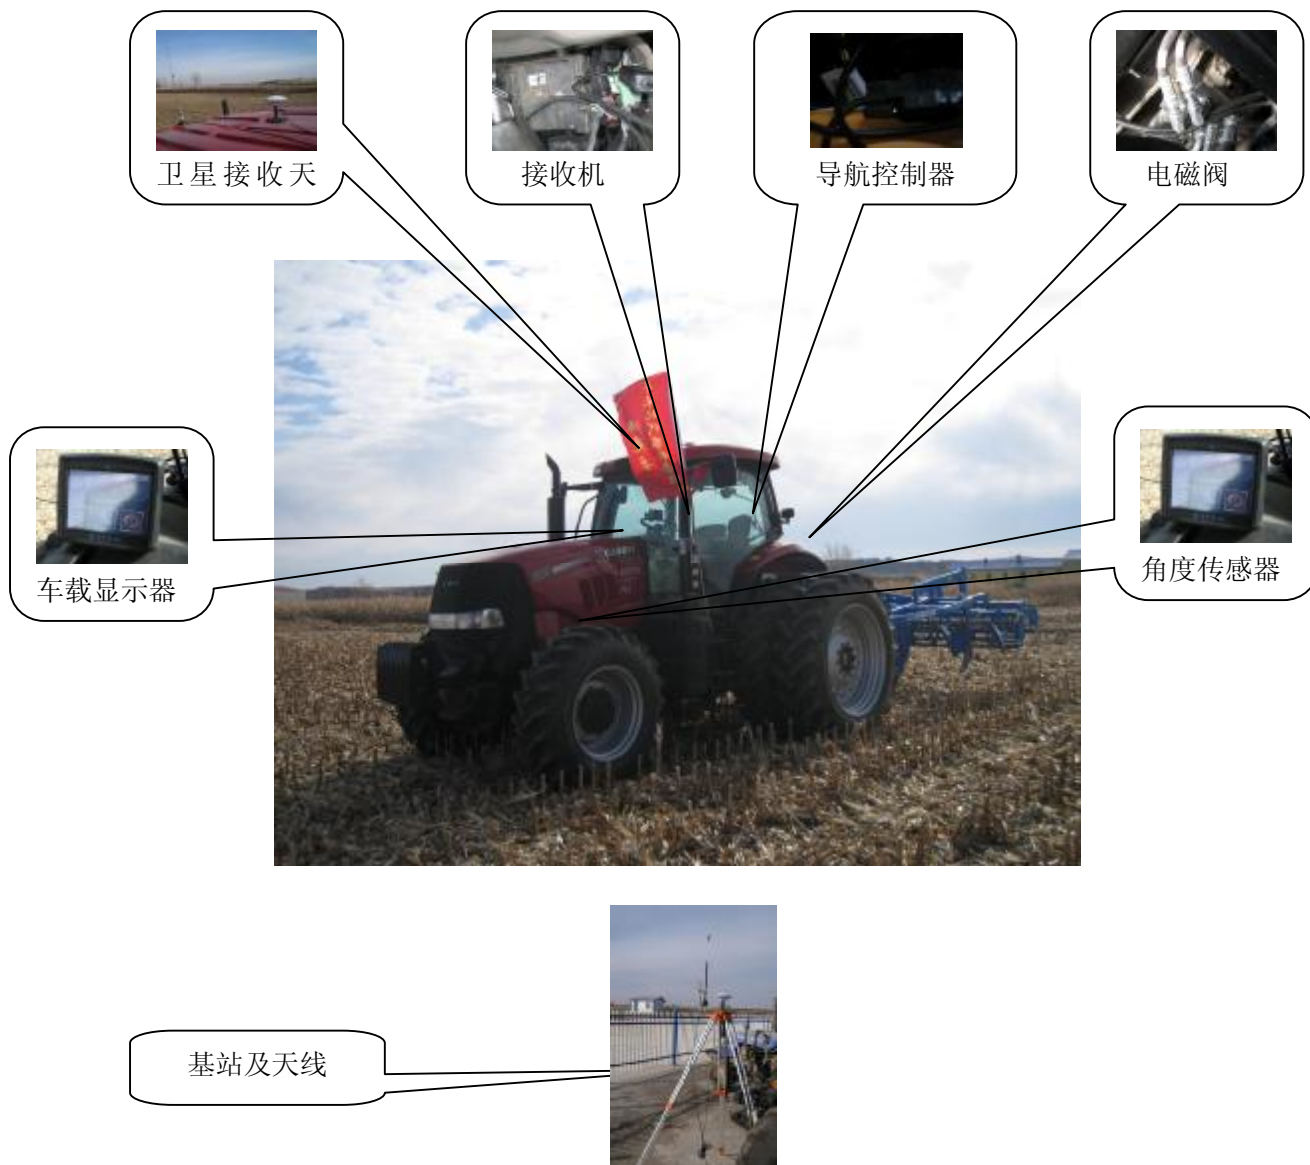 卫星接收天
接收机
导航控制器
电磁阀
车载显示器
角度传感器
基站及天线